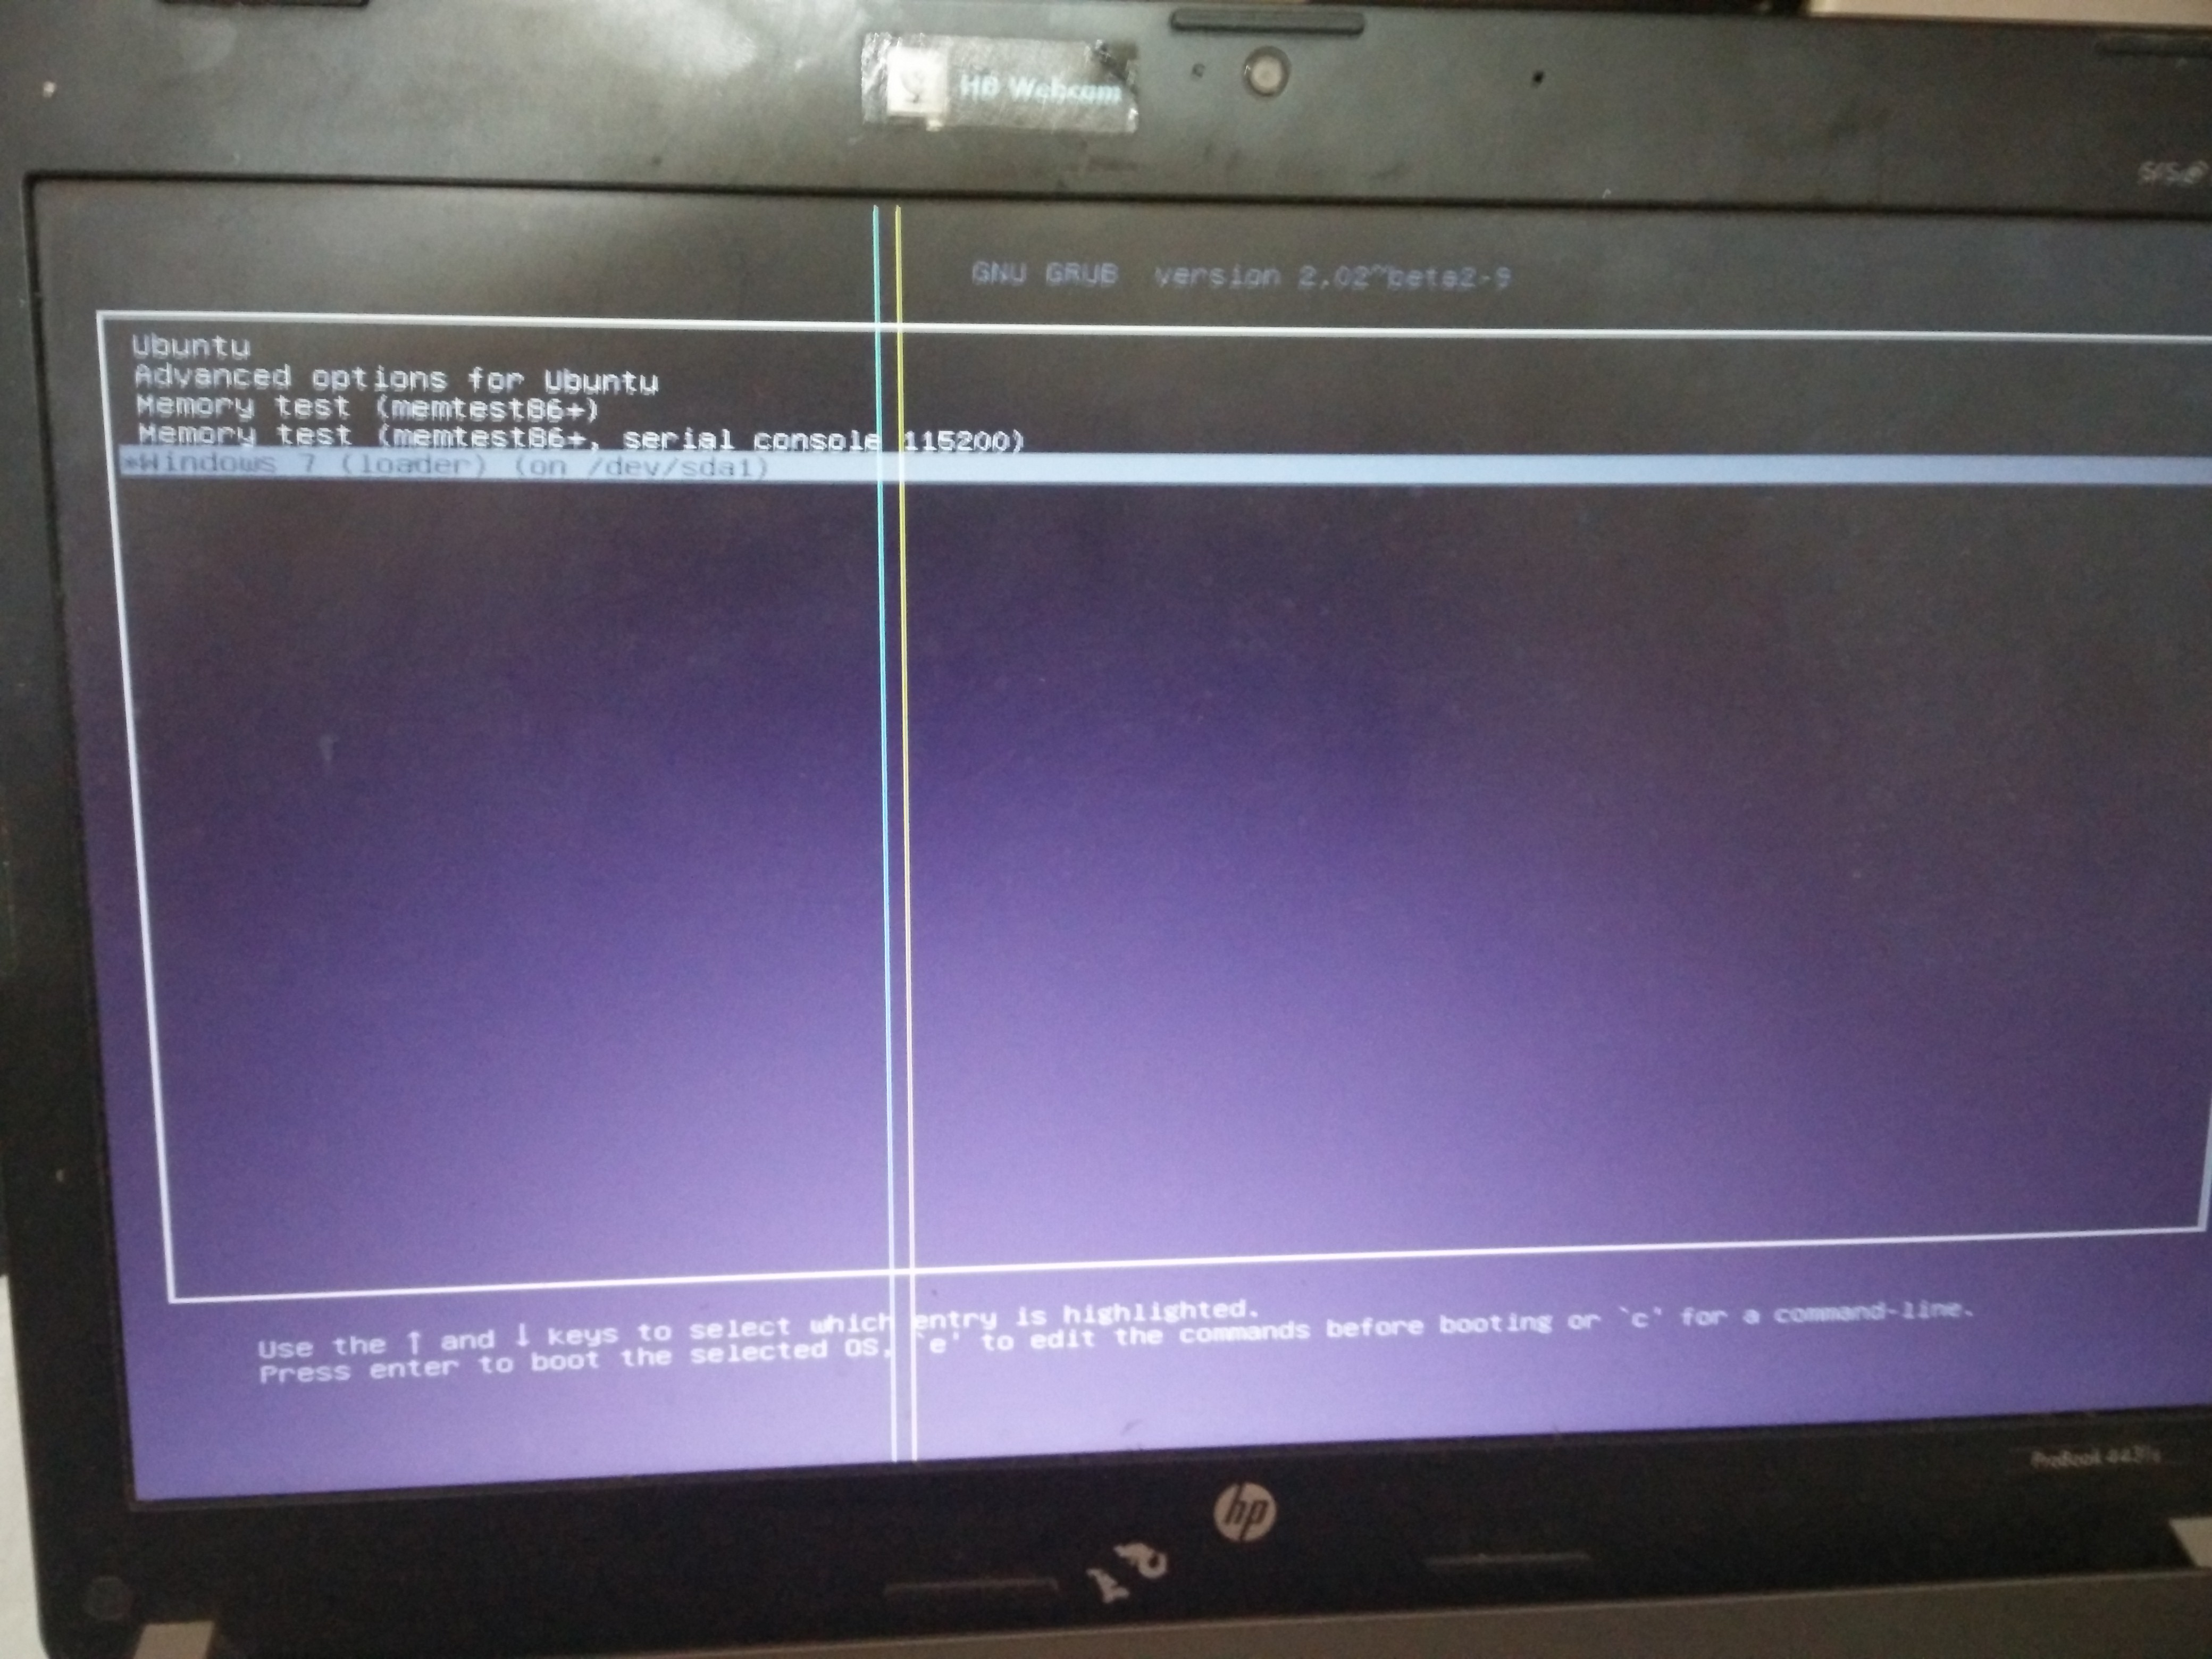 HD Webcam
GNU GRUB version 2.02~beta2-9
Ubuntu
Advanced options for Ubuntu
Memory test (memtest86+)
Memory test (memtest86+, serial console 115200)
*Windows 7 (loader) (on /dev/sda1)
Use the ↑ and ↓ keys to select which entry is highlighted.
Press enter to boot the selected OS, `e' to edit the commands before booting or `c' for a command-line.
ProBook
hp